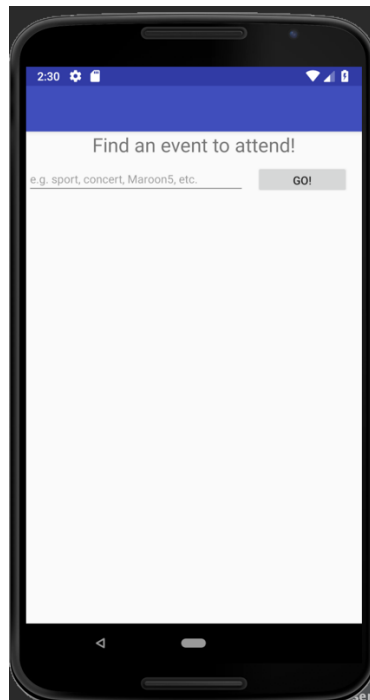 2:30
Find an event to attend!
e.g. sport, concert, Maroon5, etc.
GO!